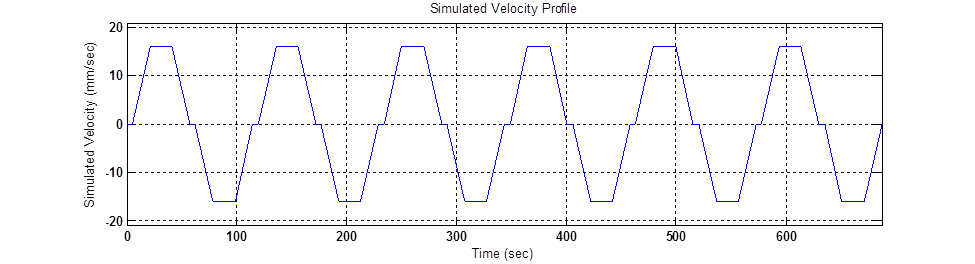 Simulated Velocity Profile
Simulated Velocity (mm/sec)
20
10
0
-10
-20
0 100 200 300 400 500 600
Time (sec)